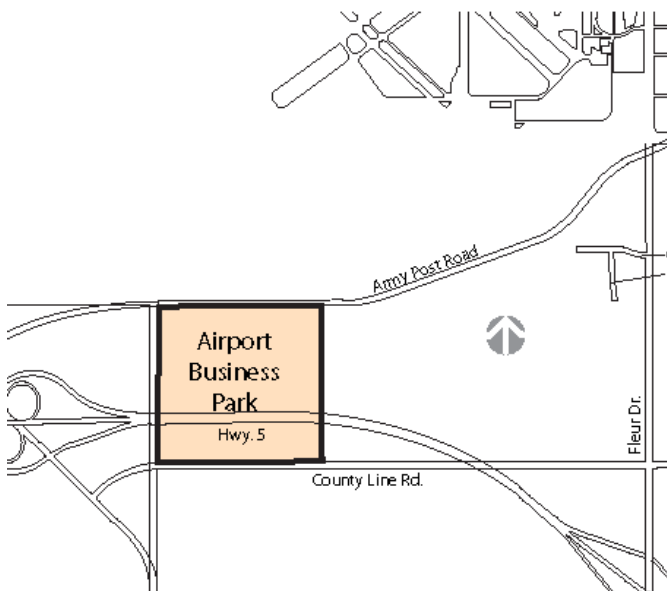 Army Post Road
Airport
Business
Park
Hwy. 5
Fleur Dr.
County Line Rd.